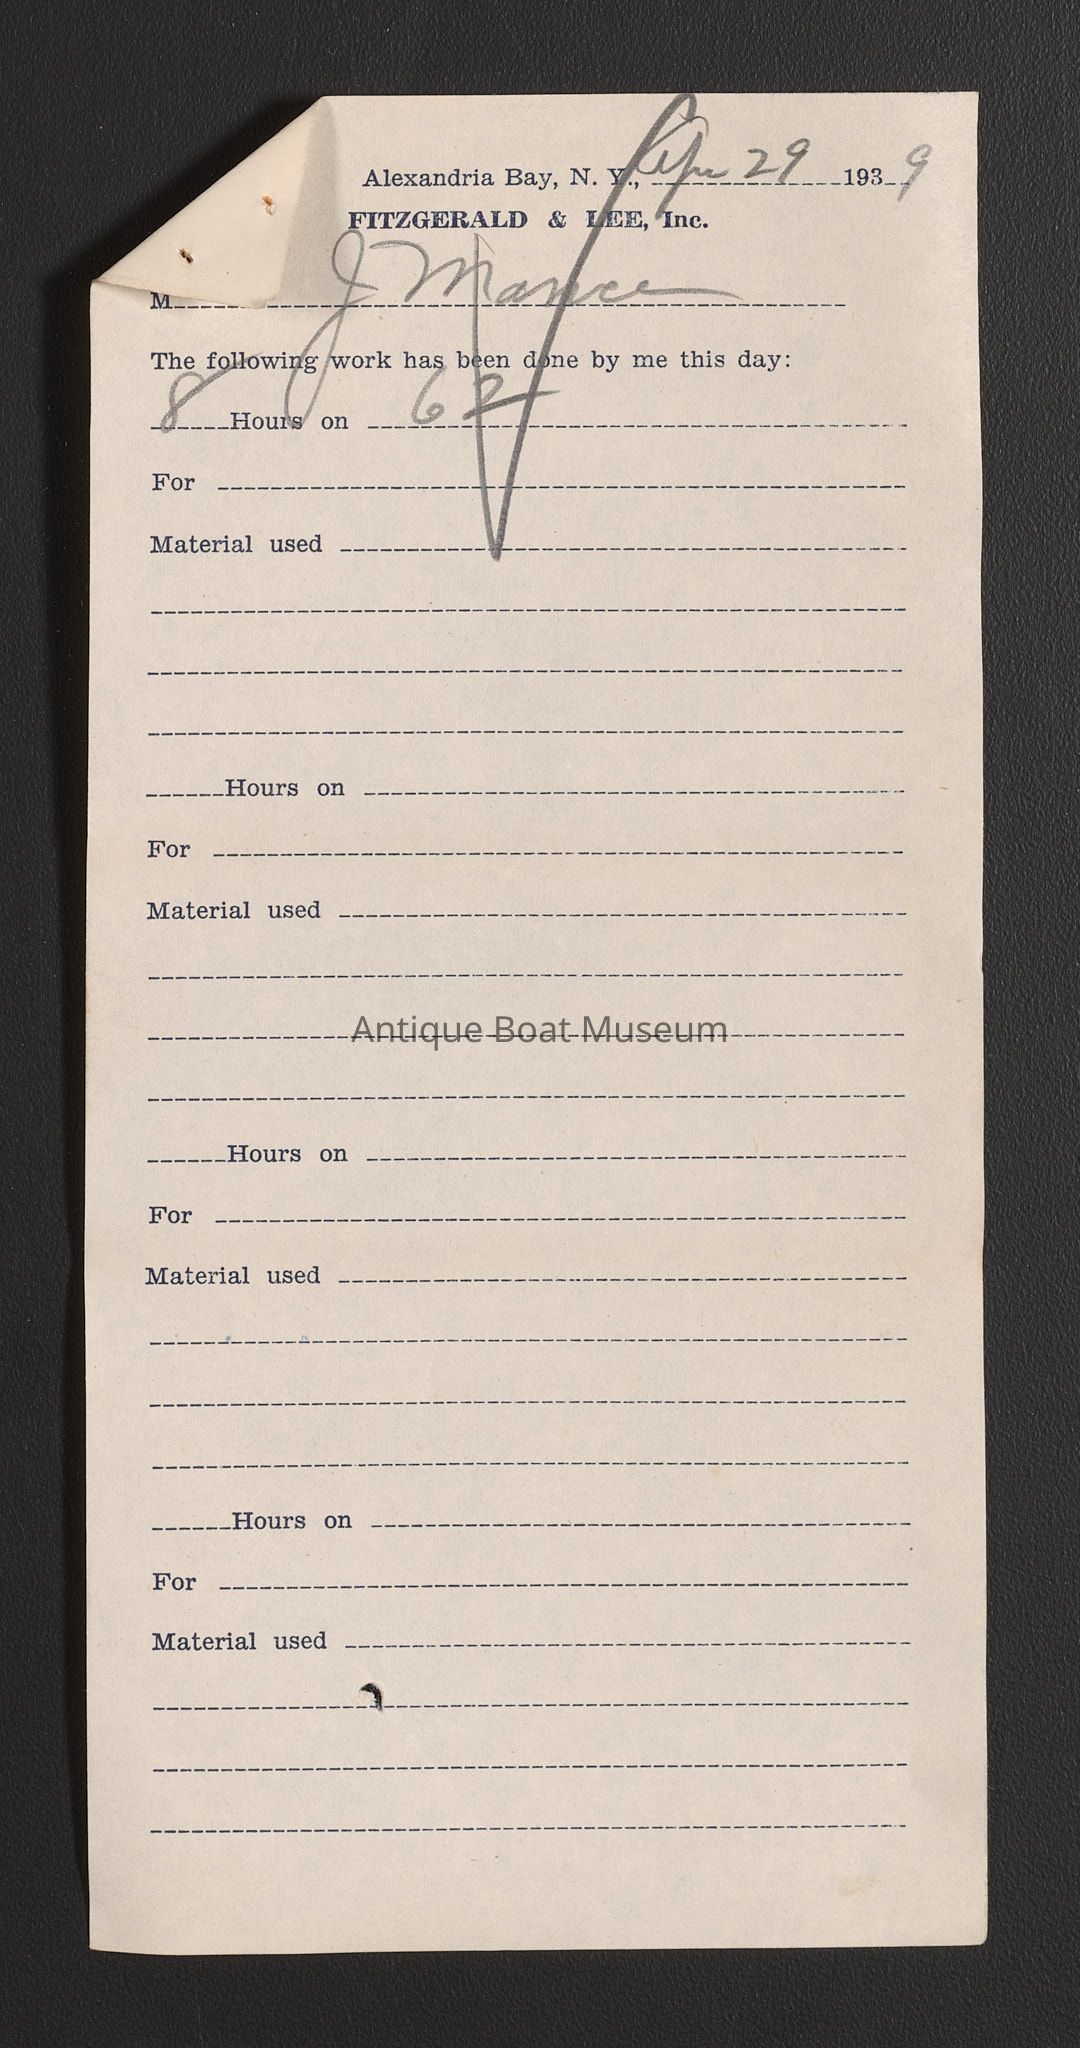 Alexandria Bay, N. Y., Apr 29 1939
FITZGERALD & LEE, Inc.
M J Mance
The following work has been done by me this day:
8 Hours on 62
For
Material used
Hours on
For
Material used
Antique Boat Museum
Hours on
For
Material used
Hours on
For
Material used